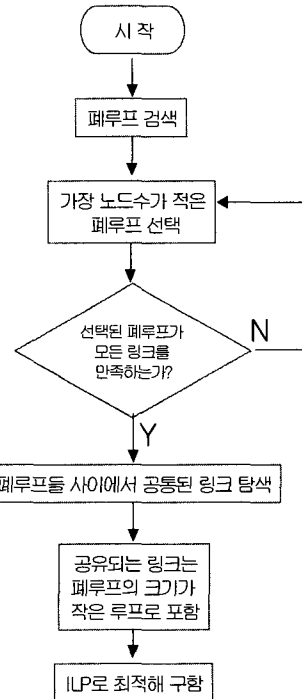 시 작
폐루프 검색
가장 노드수가 적은
폐루프 선택
선택된 폐루프가
모든 링크를
만족하는가?
N
Y
폐루프들 사이에서 공통된 링크 탐색
공유되는 링크는
폐루프의 크기가
작은 루프로 포함
ILP로 최적해 구함